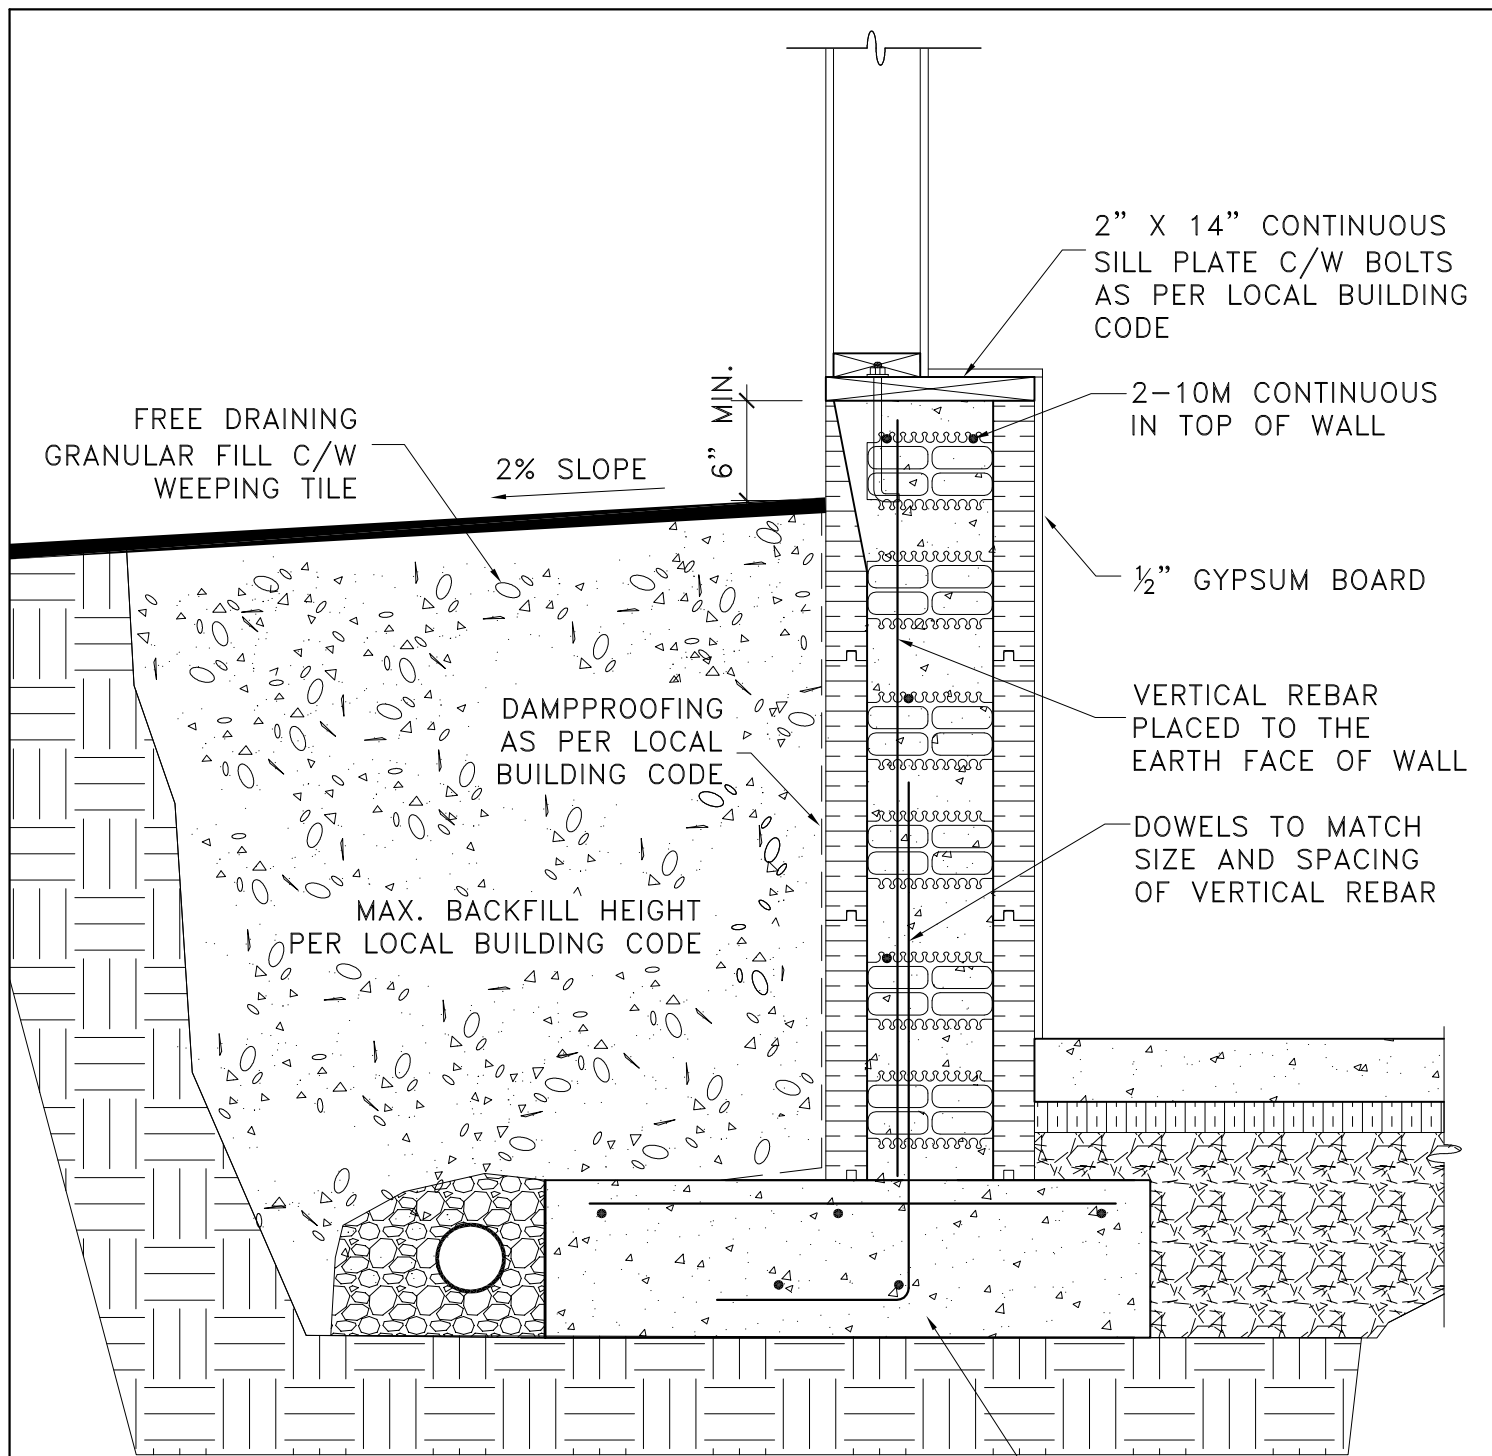 2" X 14" CONTINUOUS
SILL PLATE C/W BOLTS
AS PER LOCAL BUILDING
CODE
6" MIN.
2-10M CONTINUOUS
IN TOP OF WALL
FREE DRAINING
GRANULAR FILL C/W
WEEPING TILE
2% SLOPE
½" GYPSUM BOARD
DAMPPROOFING
AS PER LOCAL
BUILDING CODE
VERTICAL REBAR
PLACED TO THE
EARTH FACE OF WALL
DOWELS TO MATCH
SIZE AND SPACING
OF VERTICAL REBAR
MAX. BACKFILL HEIGHT
PER LOCAL BUILDING CODE